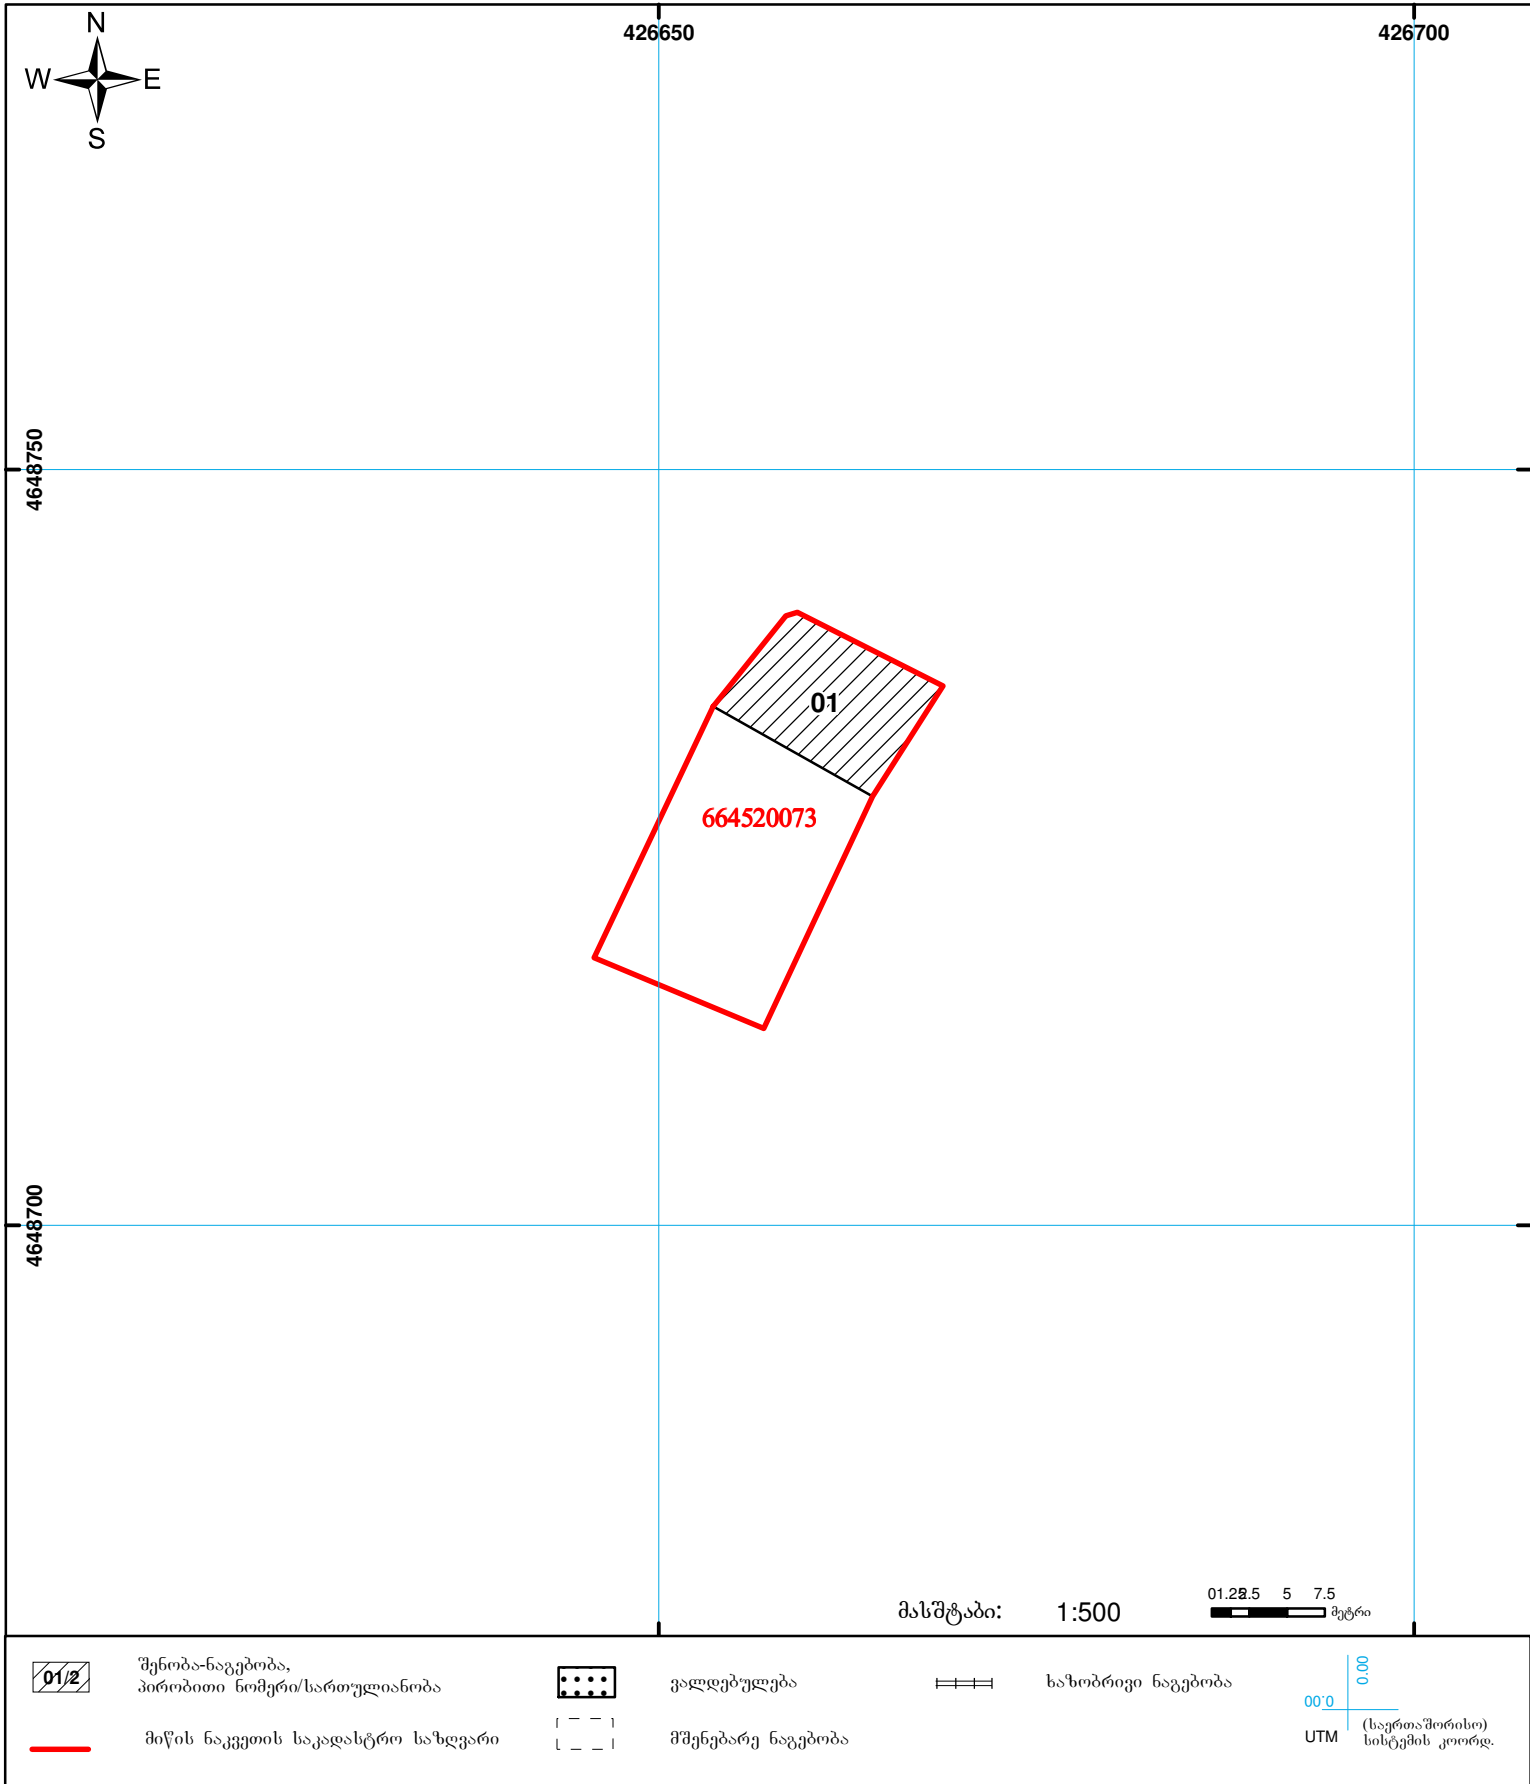 N
W E
S
426650
426700
4648750
4648700
01
664520073
მასშტაბი: 1:500
01.25 2.5 5 7.5
მეტრი
01/2
შენობა-ნაგებობა,
პირობითი ნომერი/სართულიანობა
ვალდებულება
ხაზობრივი ნაგებობა
მიწის ნაკვეთის საკადასტრო საზღვარი
მშენებარე ნაგებობა
0.00
0.00
UTM
(საერთაშორისო)
სისტემის კოორდ.